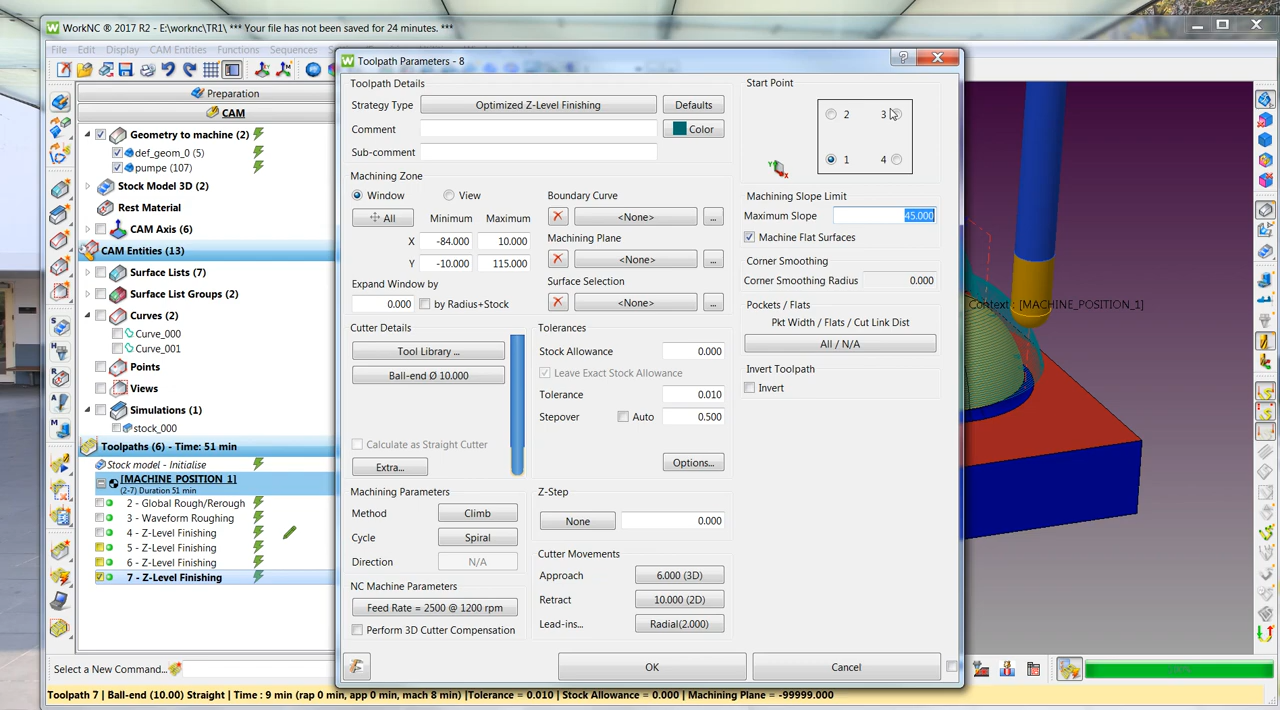 WorkNC ® 2017 R2 - E:\worknc\TR1\ *** Your file has not been saved for 24 minutes. ***
File Edit Display CAM Entities Functions Sequences
Preparation
CAM
Geometry to machine (2)
def_geom_0 (5)
pumpe (107)
Stock Model 3D (2)
Rest Material
CAM Axis (6)
CAM Entities (13)
Surface Lists (7)
Surface List Groups (2)
Curves (2)
Curve_000
Curve_001
Points
Views
Simulations (1)
stock_000
Toolpaths (6) - Time: 51 min
Stock model - Initialise
[MACHINE POSITION 1]
(2-7) Duration 51 min
2 - Global Rough/Rerough
3 - Waveform Roughing
4 - Z-Level Finishing
5 - Z-Level Finishing
6 - Z-Level Finishing
7 - Z-Level Finishing
Select a New Command...
Toolpath 7 | Ball-end (10.00) Straight | Time : 9 min (rap 0 min, app 0 min, mach 8 min) |Tolerance = 0.010 | Stock Allowance = 0.000 | Machining Plane = -99999.000
Toolpath Parameters - 8
Toolpath Details
Strategy Type Optimized Z-Level Finishing Defaults
Comment Color
Sub-comment
Machining Zone
Window View
All Minimum Maximum
X -84.000 10.000
Y -10.000 115.000
Expand Window by
0.000 by Radius+Stock
Boundary Curve
<None> ...
Machining Plane
<None> ...
Surface Selection
<None> ...
Cutter Details
Tool Library ...
Ball-end Ø 10.000
Calculate as Straight Cutter
Extra...
Tolerances
Stock Allowance 0.000
Leave Exact Stock Allowance
Tolerance 0.010
Stepover Auto 0.500
Options...
Machining Parameters
Method Climb
Cycle Spiral
Direction N/A
Z-Step
None 0.000
NC Machine Parameters
Feed Rate = 2500 @ 1200 rpm
Perform 3D Cutter Compensation
Cutter Movements
Approach 6.000 (3D)
Retract 10.000 (2D)
Lead-ins... Radial(2.000)
Start Point
2 3
1 4
Y X
Machining Slope Limit
Maximum Slope 45.000
Machine Flat Surfaces
Corner Smoothing
Corner Smoothing Radius 0.000
Pockets / Flats
Pkt Width / Flats / Cut Link Dist
All / N/A
Invert Toolpath
Invert
OK Cancel
Context : [MACHINE_POSITION_1]